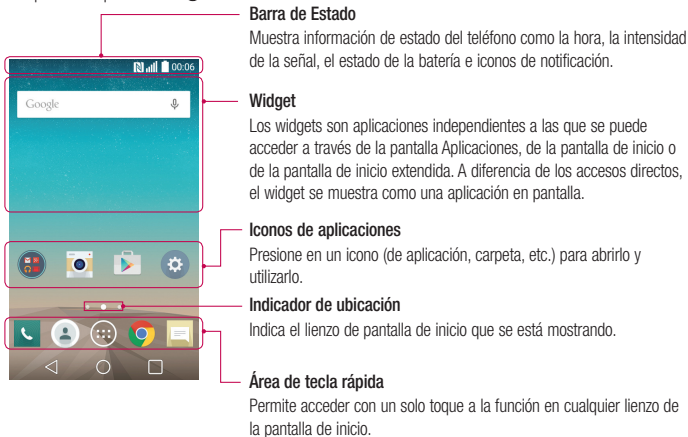 Barra de Estado
Muestra información de estado del teléfono como la hora, la intensidad
de la señal, el estado de la batería e iconos de notificación.
00:06
Google
Widget
Los widgets son aplicaciones independientes a las que se puede
acceder a través de la pantalla Aplicaciones, de la pantalla de inicio o
de la pantalla de inicio extendida. A diferencia de los accesos directos,
el widget se muestra como una aplicación en pantalla.
Iconos de aplicaciones
Presione en un icono (de aplicación, carpeta, etc.) para abrirlo y
utilizarlo.
Indicador de ubicación
Indica el lienzo de pantalla de inicio que se está mostrando.
Área de tecla rápida
Permite acceder con un solo toque a la función en cualquier lienzo de
la pantalla de inicio.